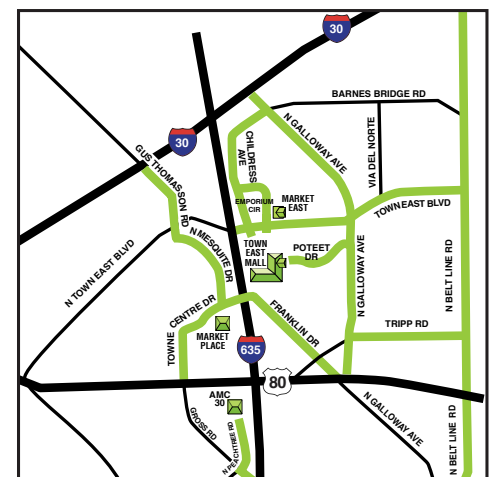 30
BARNES BRIDGE RD
N GALLOWAY AVE
30
CHILDRESS
AVE
VIA DEL NORTE
GUS THOMASSON RD
EMPORIUM
CIR
MARKET
EAST
TOWN EAST BLVD
N TOWN EAST BLVD
N MESQUITE DR
TOWN
EAST
MALL
POTEET
DR
N GALLOWAY AVE
N BELT LINE RD
TOWNE CENTRE DR
MARKET
PLACE
FRANKLIN DR
TRIPP RD
635
80
AMC
30
GROSS RD
N PEACHTREE RD
N GALLOWAY AVE
N BELT LINE RD